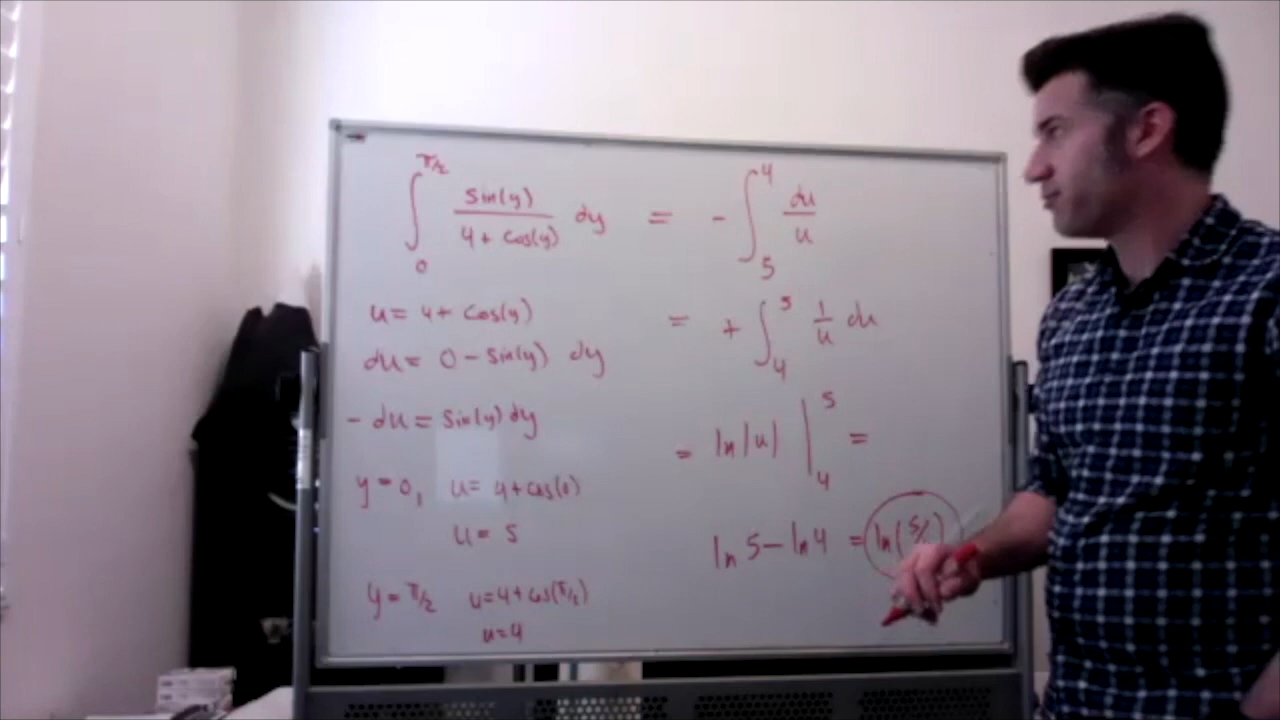 ∫₀^(π/2) sin(y)/(4 + cos(y)) dy = - ∫₅⁴ du/u
u = 4 + cos(y)
du = 0 - sin(y) dy
- du = sin(y) dy
y = 0, u = 4 + cos(0)
u = 5
y = π/2 u = 4 + cos(π/2)
u = 4
= + ∫₄⁵ 1/u du
= ln|u| |₄⁵ =
ln 5 - ln 4 = ln(5/